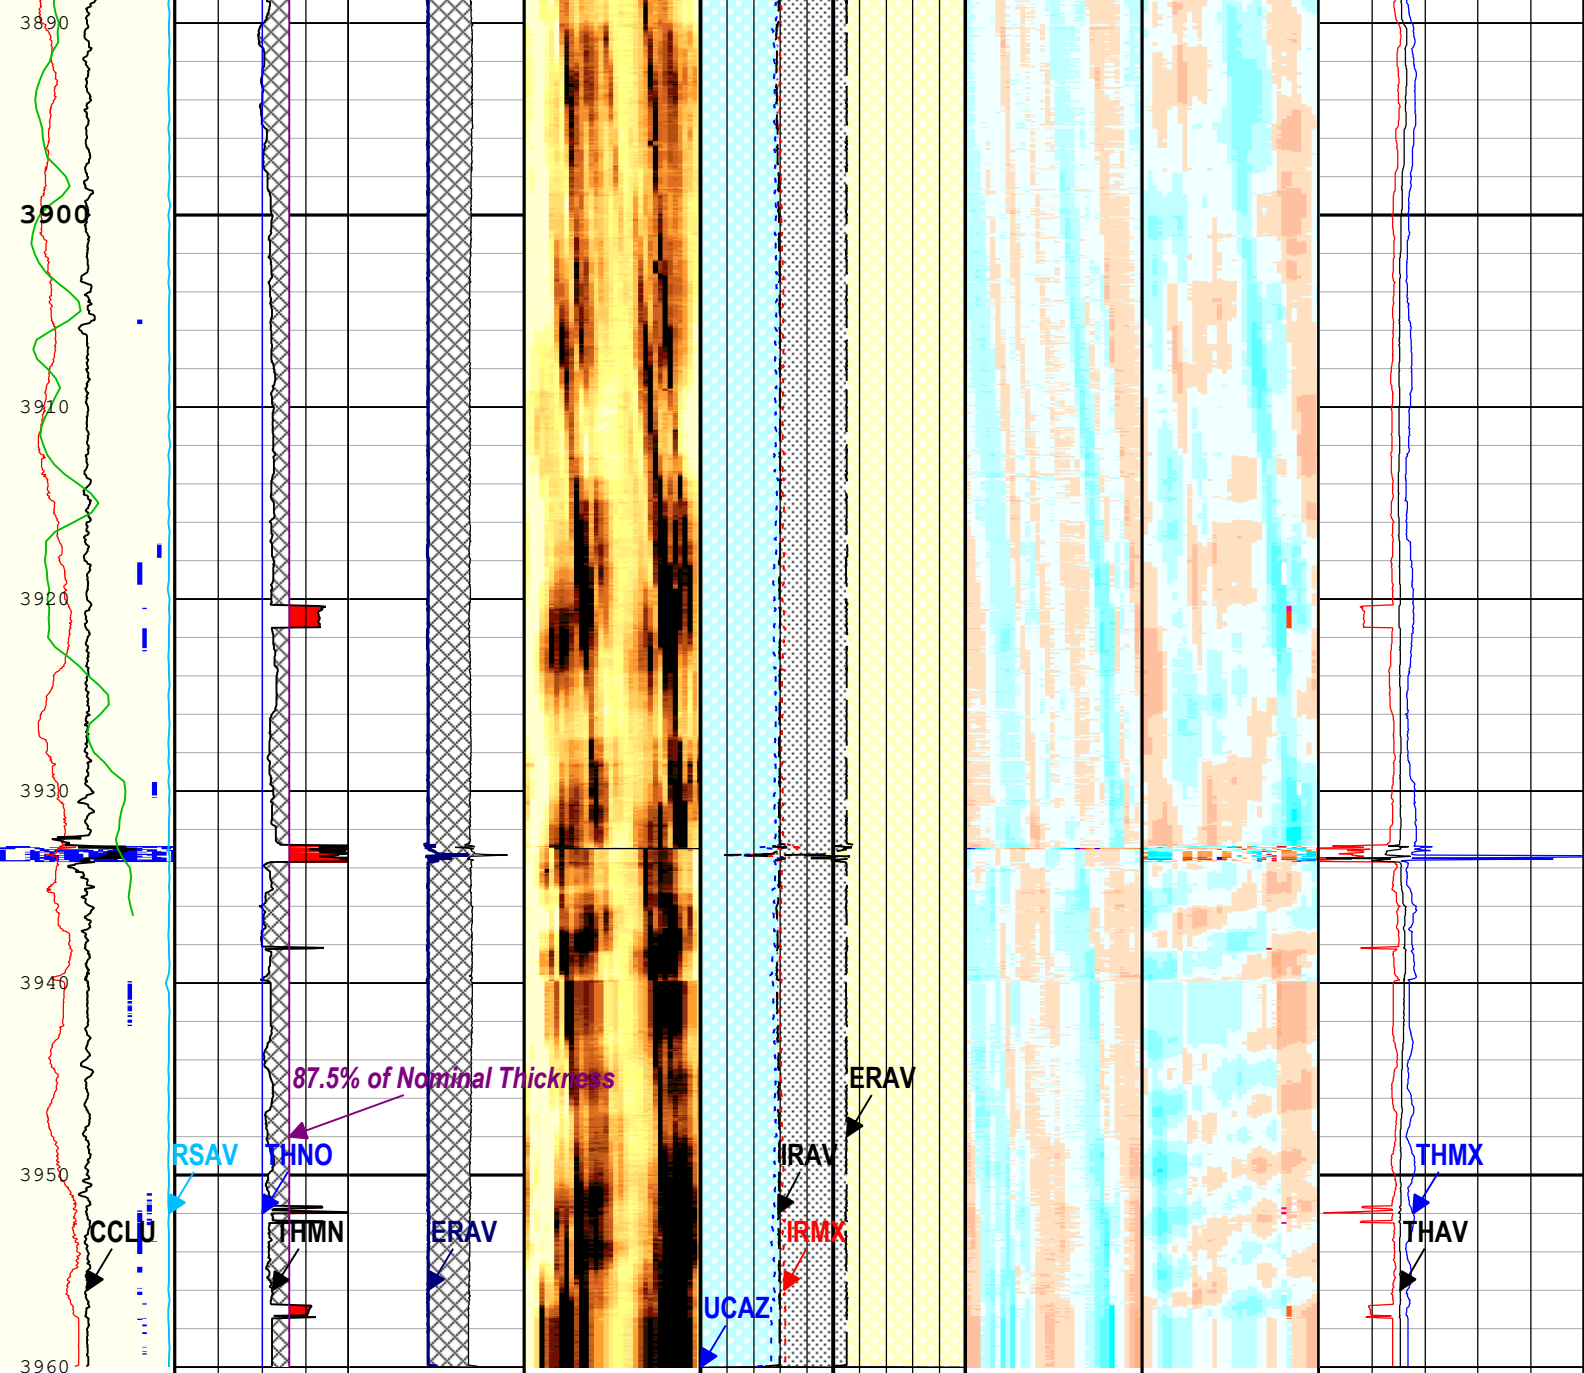 3890
3900
3910
3920
3930
3940
87.5% of Nominal Thickness
ERAV
RSAV
THNO
IRAV
THMX
3950
CCLU
THMN
ERAV
IRMX
THAV
UCAZ
3960